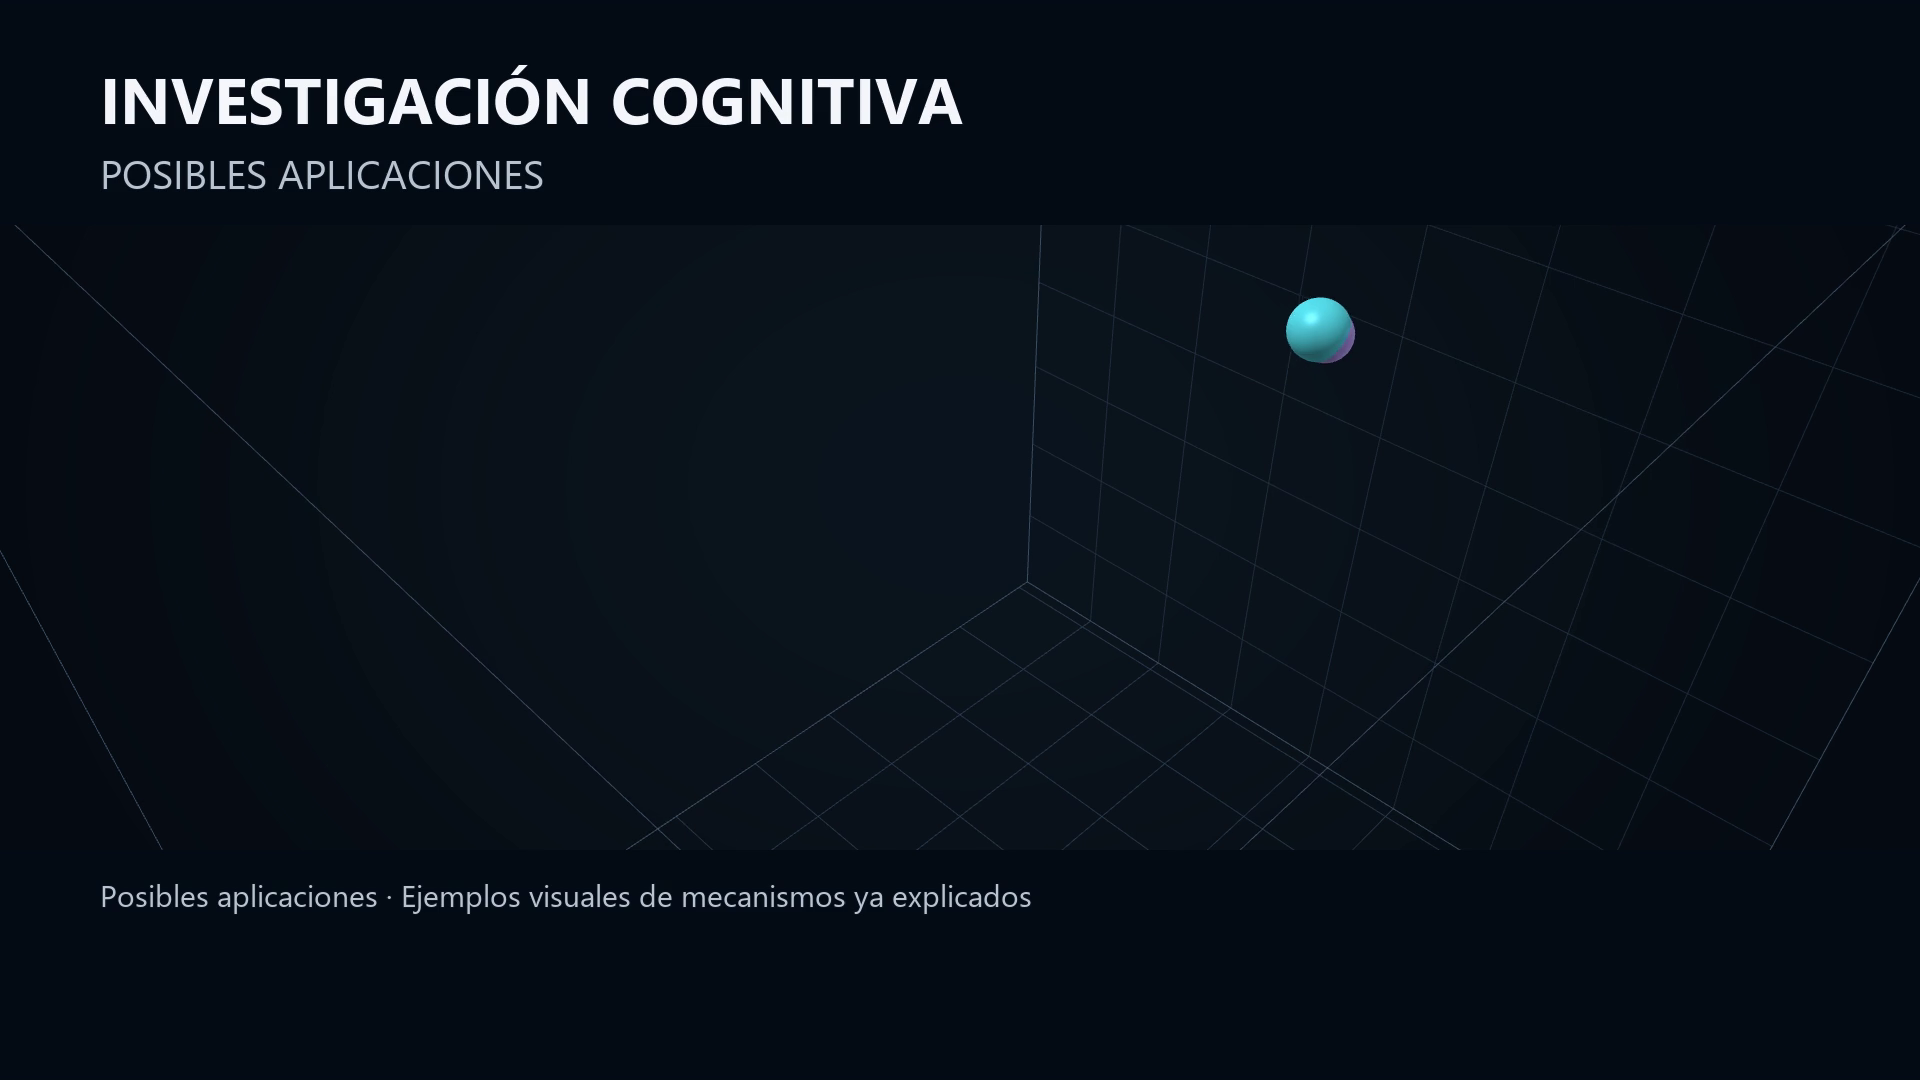 INVESTIGACIÓN COGNITIVA
POSIBLES APLICACIONES
Posibles aplicaciones · Ejemplos visuales de mecanismos ya explicados